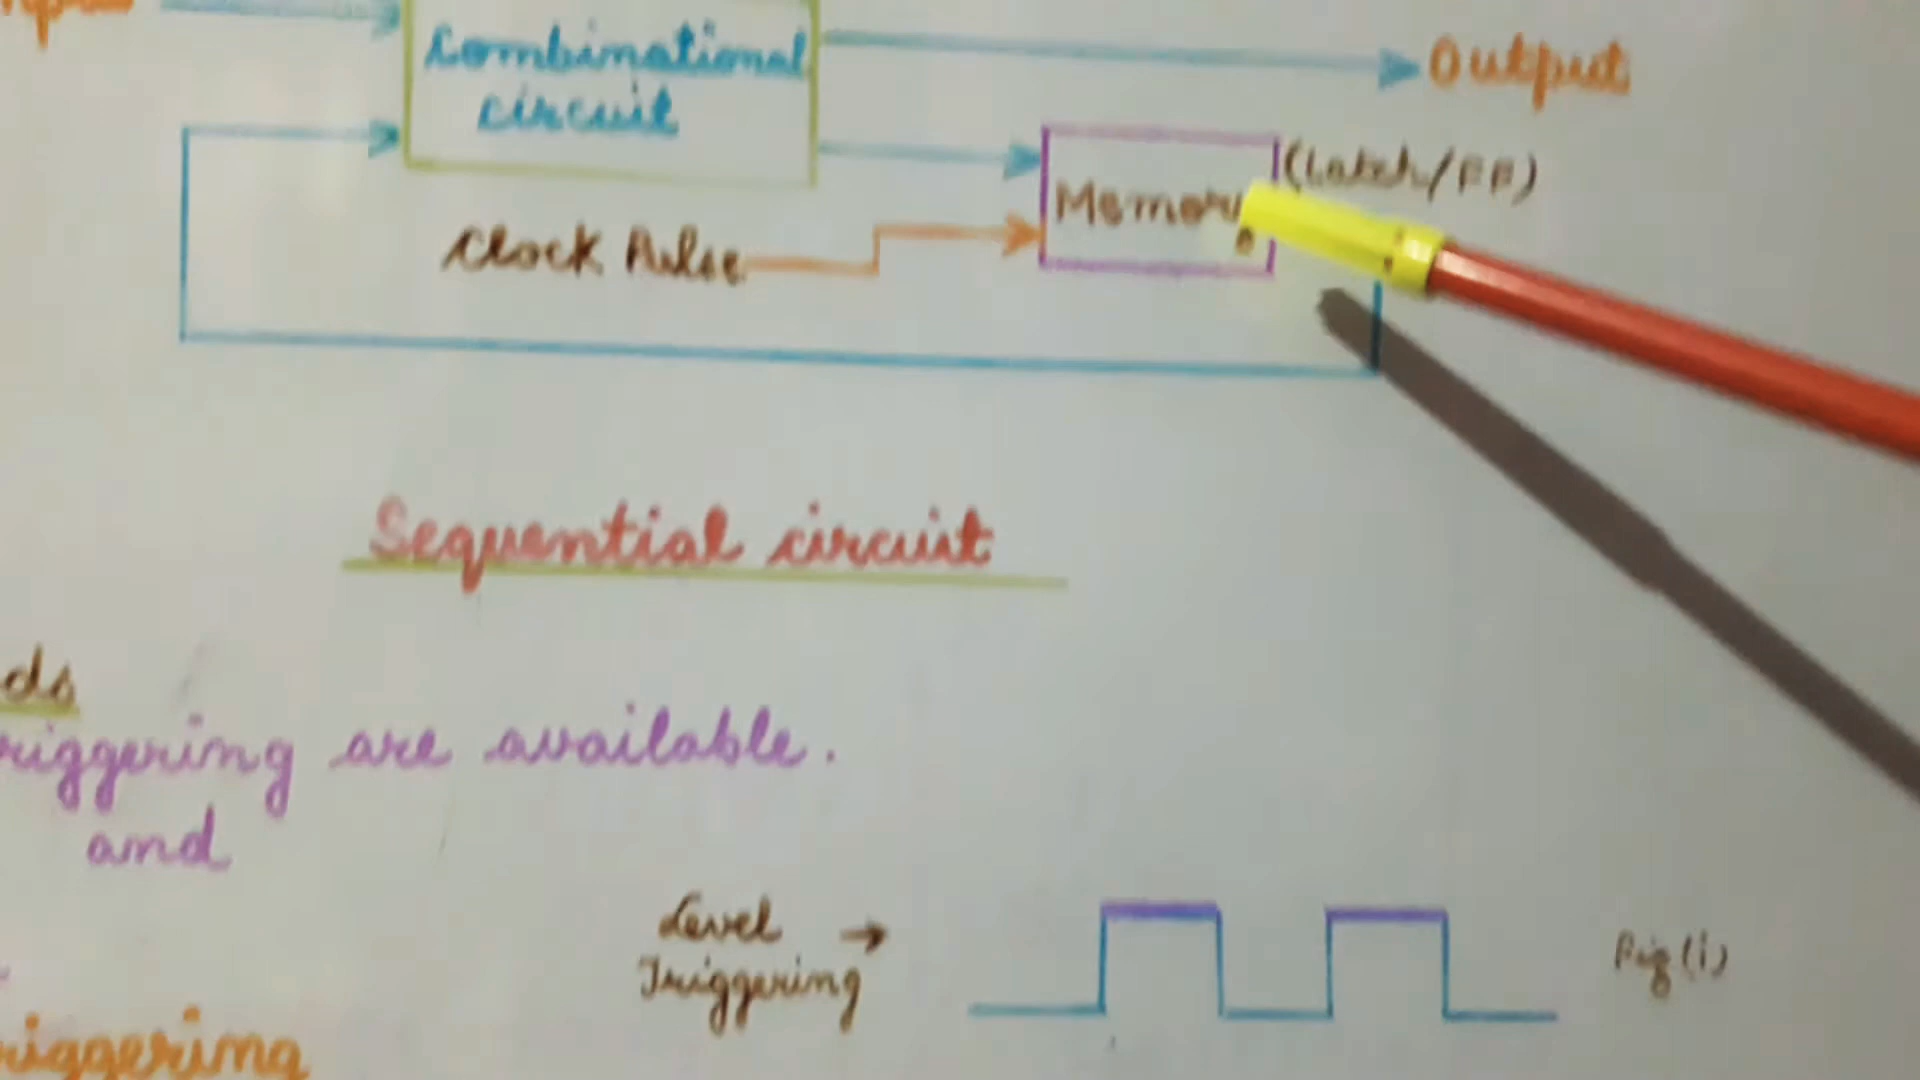 Combinational
circuit
Output
Memory
(Latch/FF)
Clock Pulse
Sequential circuit
ds
riggering are available.
and
Level →
Triggering
Fig (i)
riggering